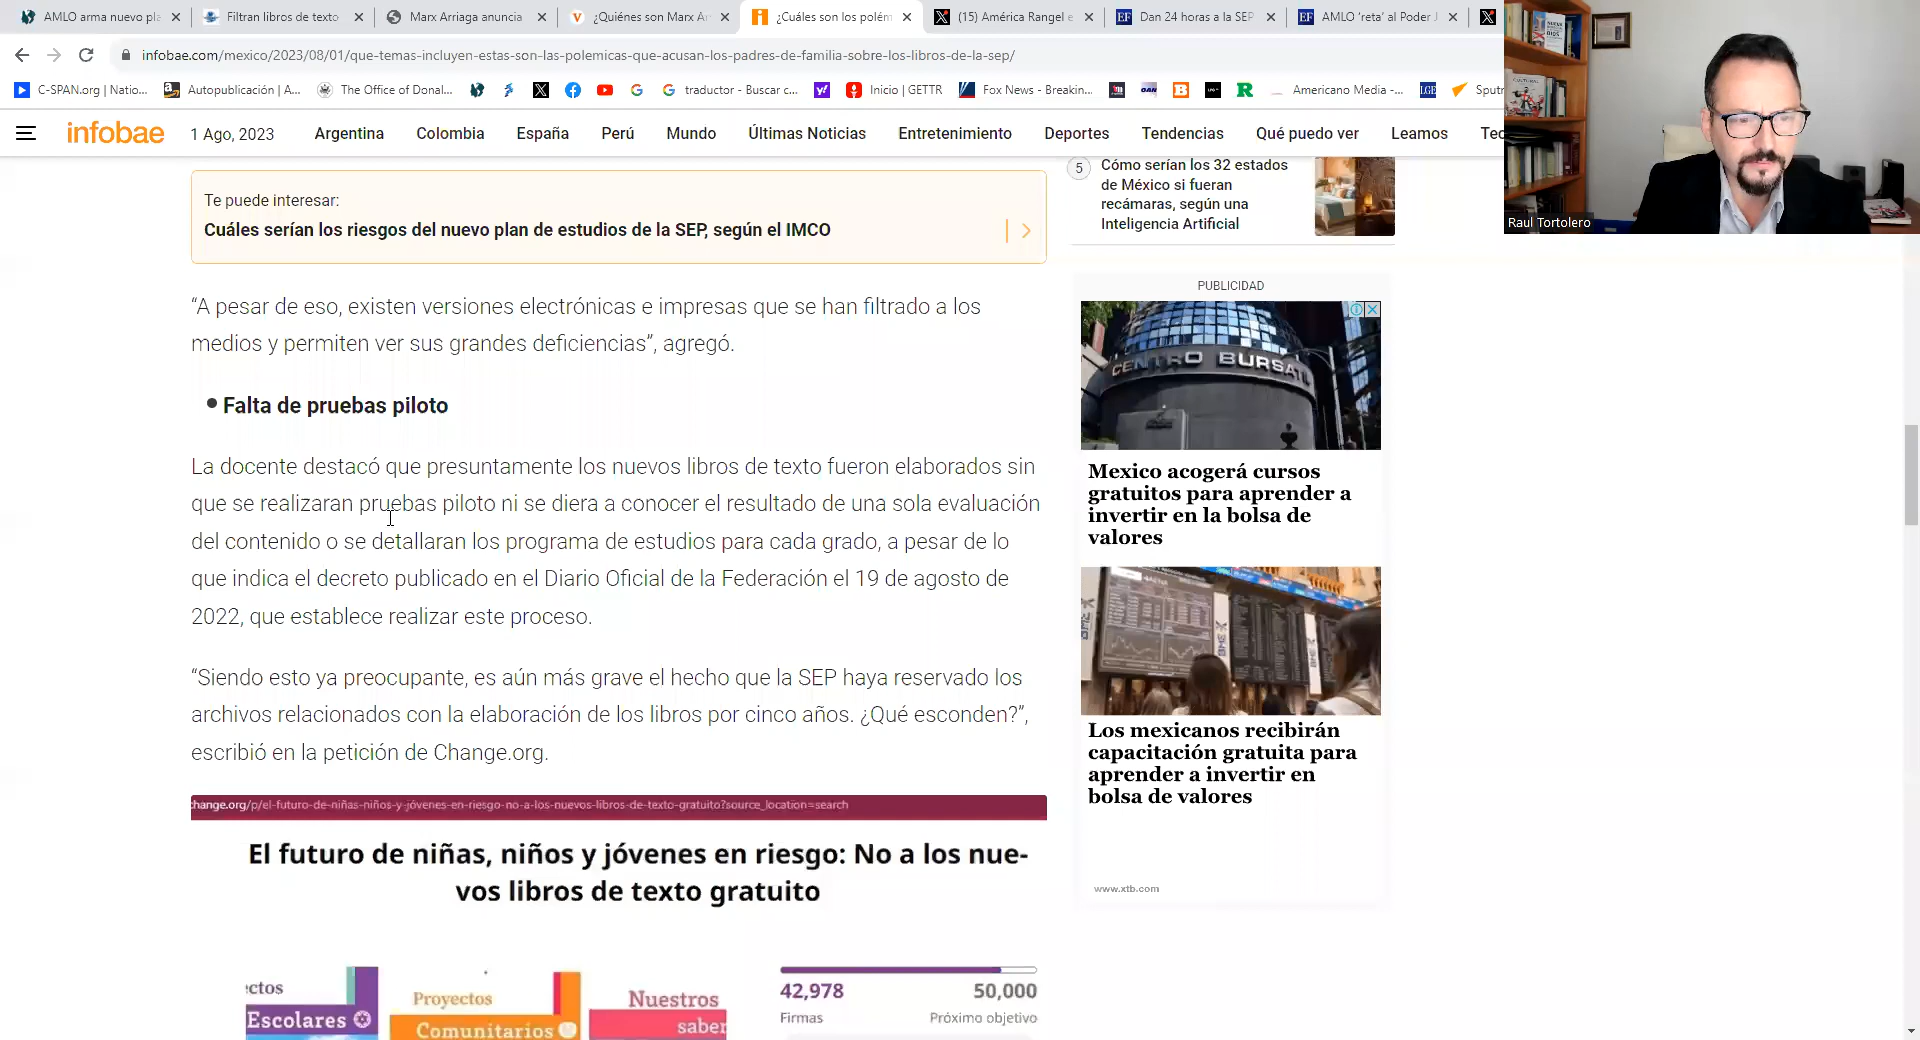 AMLO arma nuevo pla
Filtran libros de texto
Marx Arriaga anuncia
¿Quiénes son Marx Ar
¿Cuáles son los polém
(15) América Rangel e
Dan 24 horas a la SEP
AMLO 'reta' al Poder J
infobae.com/mexico/2023/08/01/que-temas-incluyen-estas-son-las-polemicas-que-acusan-los-padres-de-familia-sobre-los-libros-de-la-sep/
C-SPAN.org | Natio...
Autopublicación | A...
The Office of Donal...
traductor - Buscar c...
Inicio | GETTR
Fox News - Breakin...
Americano Media -...
LGE
Sputn
infobae
1 Ago, 2023
Argentina
Colombia
España
Perú
Mundo
Últimas Noticias
Entretenimiento
Deportes
Tendencias
Qué puedo ver
Leamos
Tec
Raul Tortolero
Te puede interesar:
Cuáles serían los riesgos del nuevo plan de estudios de la SEP, según el IMCO
“A pesar de eso, existen versiones electrónicas e impresas que se han filtrado a los
medios y permiten ver sus grandes deficiencias”, agregó.
Falta de pruebas piloto
La docente destacó que presuntamente los nuevos libros de texto fueron elaborados sin
que se realizaran pruebas piloto ni se diera a conocer el resultado de una sola evaluación
del contenido o se detallaran los programa de estudios para cada grado, a pesar de lo
que indica el decreto publicado en el Diario Oficial de la Federación el 19 de agosto de
2022, que establece realizar este proceso.
“Siendo esto ya preocupante, es aún más grave el hecho que la SEP haya reservado los
archivos relacionados con la elaboración de los libros por cinco años. ¿Qué esconden?”,
escribió en la petición de Change.org.
change.org/p/el-futuro-de-niñas-niños-y-jóvenes-en-riesgo-no-a-los-nuevos-libros-de-texto-gratuito?source_location=search
El futuro de niñas, niños y jóvenes en riesgo: No a los nue-
vos libros de texto gratuito
ectos
Escolares
Proyectos
Comunitarios
Nuestros
saber
42,978
50,000
Firmas
Próximo objetivo
5
Cómo serían los 32 estados
de México si fueran
recámaras, según una
Inteligencia Artificial
PUBLICIDAD
CENTRO BURSATIL
Mexico acogerá cursos
gratuitos para aprender a
invertir en la bolsa de
valores
Los mexicanos recibirán
capacitación gratuita para
aprender a invertir en
bolsa de valores
www.xtb.com